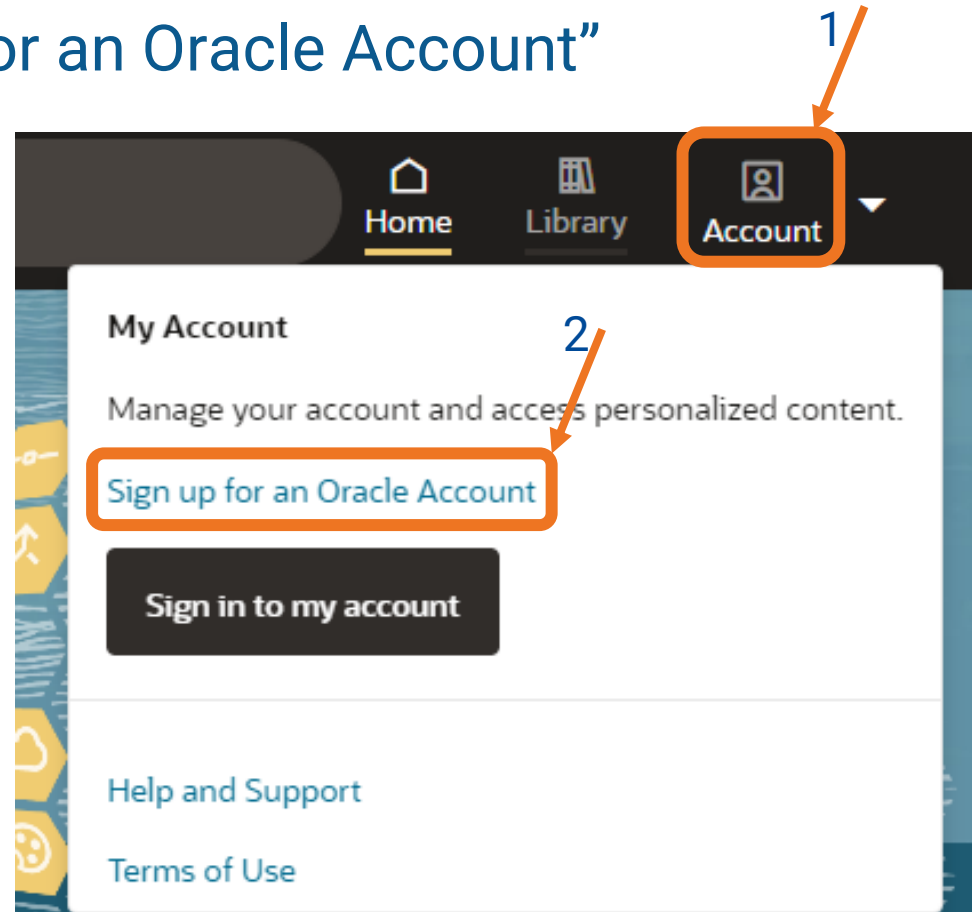 or an Oracle Account”
1
Home
Library
Account
My Account
2
Manage your account and access personalized content.
Sign up for an Oracle Account
Sign in to my account
Help and Support
Terms of Use